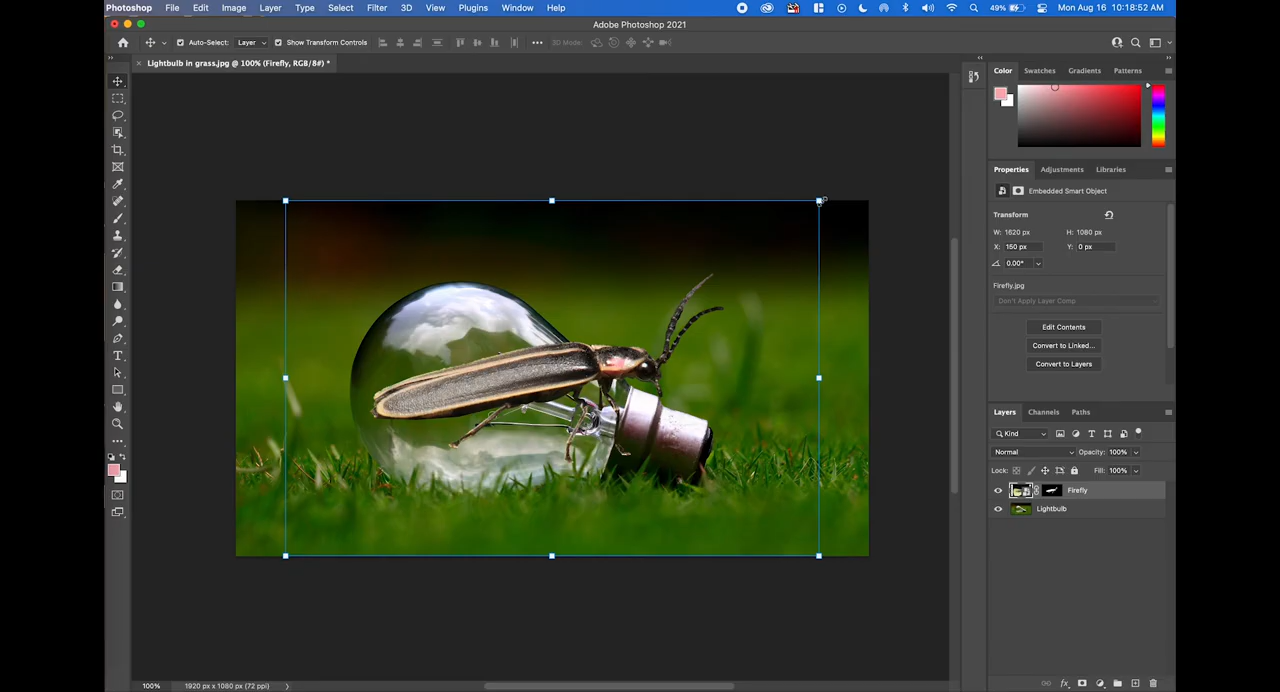 Photoshop File Edit Image Layer Type Select Filter 3D View Plugins Window Help 49% Mon Aug 16 10:18:52 AM
Adobe Photoshop 2021
Auto-Select: Layer Show Transform Controls 3D Mode:
Lightbulb in grass.jpg @ 100% (Firefly, RGB/8#) *
Color Swatches Gradients Patterns
Properties Adjustments Libraries
Embedded Smart Object
Transform
W: 1620 px H: 1080 px
X: 150 px Y: 0 px
0.00°
Firefly.jpg
Don't Apply Layer Comp
Edit Contents
Convert to Linked...
Convert to Layers
Layers Channels Paths
Kind
Normal Opacity: 100%
Lock: Fill: 100%
Firefly
Lightbulb
100% 1920 px x 1080 px (72 ppi)